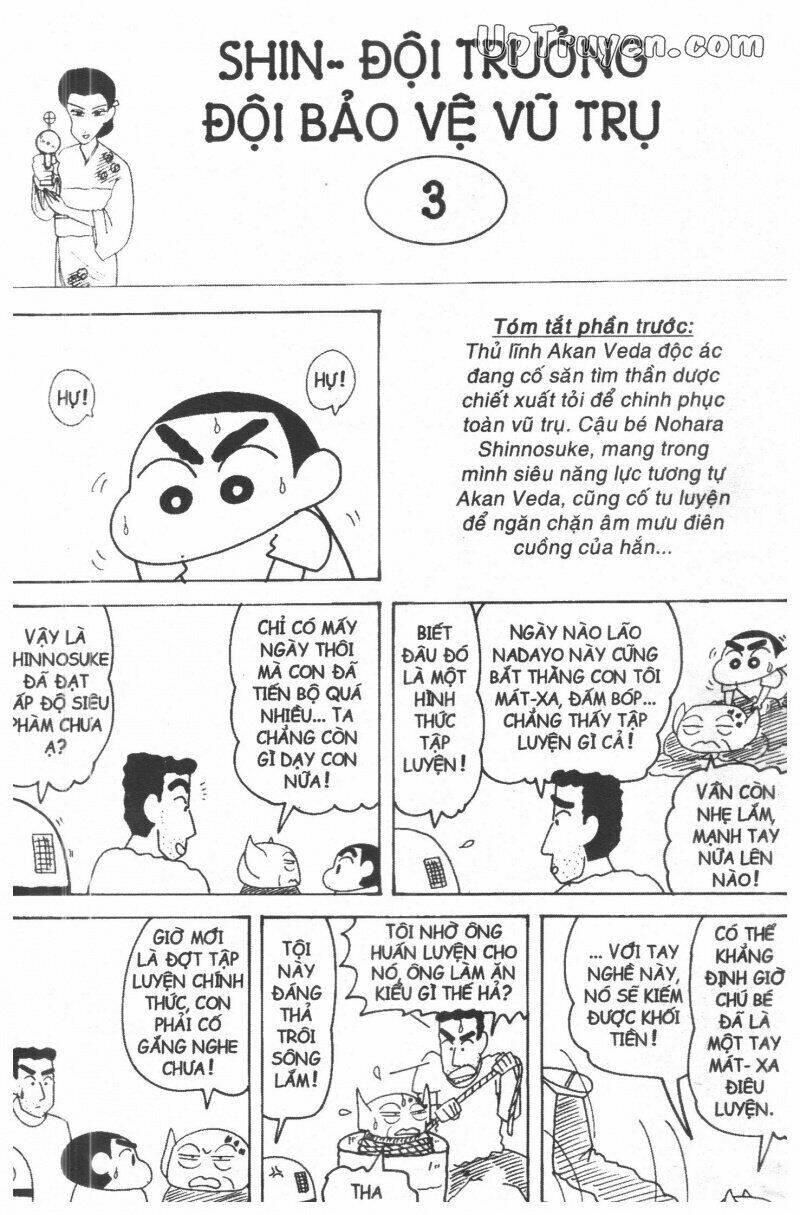 UpTruyen.com
SHIN-- ĐỘI TRƯỞNG
ĐỘI BẢO VỆ VŨ TRỤ
3
Tóm tắt phần trước:
Thủ lĩnh Akan Veda độc ác
đang cố săn tìm thần dược
chiết xuất tỏi để chinh phục
toàn vũ trụ. Cậu bé Nohara
Shinnosuke, mang trong
mình siêu năng lực tương tự
Akan Veda, cũng cố tu luyện
để ngăn chặn âm mưu điên
cuồng của hắn...
HỰ!
HỰ!
NGÀY NÀO LÃO
NADAYO NÀY CŨNG
BẮT THẰNG CON TÔI
MÁT-XA, ĐẤM BÓP...
CHẲNG THẤY TẬP
LUYỆN GÌ CẢ!
VẪN CÒN
NHẸ LẮM,
MẠNH TAY
NỮA LÊN
NÀO!
BIẾT
ĐÂU ĐÓ
LÀ MỘT
HÌNH
THỨC
TẬP
LUYỆN!
CHỈ CÓ MẤY
NGÀY THÔI
MÀ CON ĐÃ
TIẾN BỘ QUÁ
NHIỀU... TA
CHẲNG CÒN
GÌ DẠY CON
NỮA!
VẬY LÀ
HINNOSUKE
ĐÃ ĐẠT
ẤP ĐỘ SIÊU
PHÀM CHƯA
Ạ?
CÓ THỂ
KHẲNG
ĐỊNH GIỜ
CHÚ BÉ
ĐÃ LÀ
MỘT TAY
MÁT- XA
ĐIÊU
LUYỆN.
... VỚI TAY
NGHỀ NÀY,
NÓ SẼ KIẾM
ĐƯỢC KHỐI
TIỀN!
TÔI NHỜ ÔNG
HUẤN LUYỆN CHO
NÓ, ÔNG LÀM ĂN
KIỂU GÌ THẾ HẢ?
TỘI
NÀY
ĐÁNG
THẢ
TRÔI
SÔNG
LẮM!
THA
GIỜ MỚI
LÀ ĐỢT TẬP
LUYỆN CHÍNH
THỨC, CON
PHẢI CỐ
GẮNG NGHE
CHƯA!